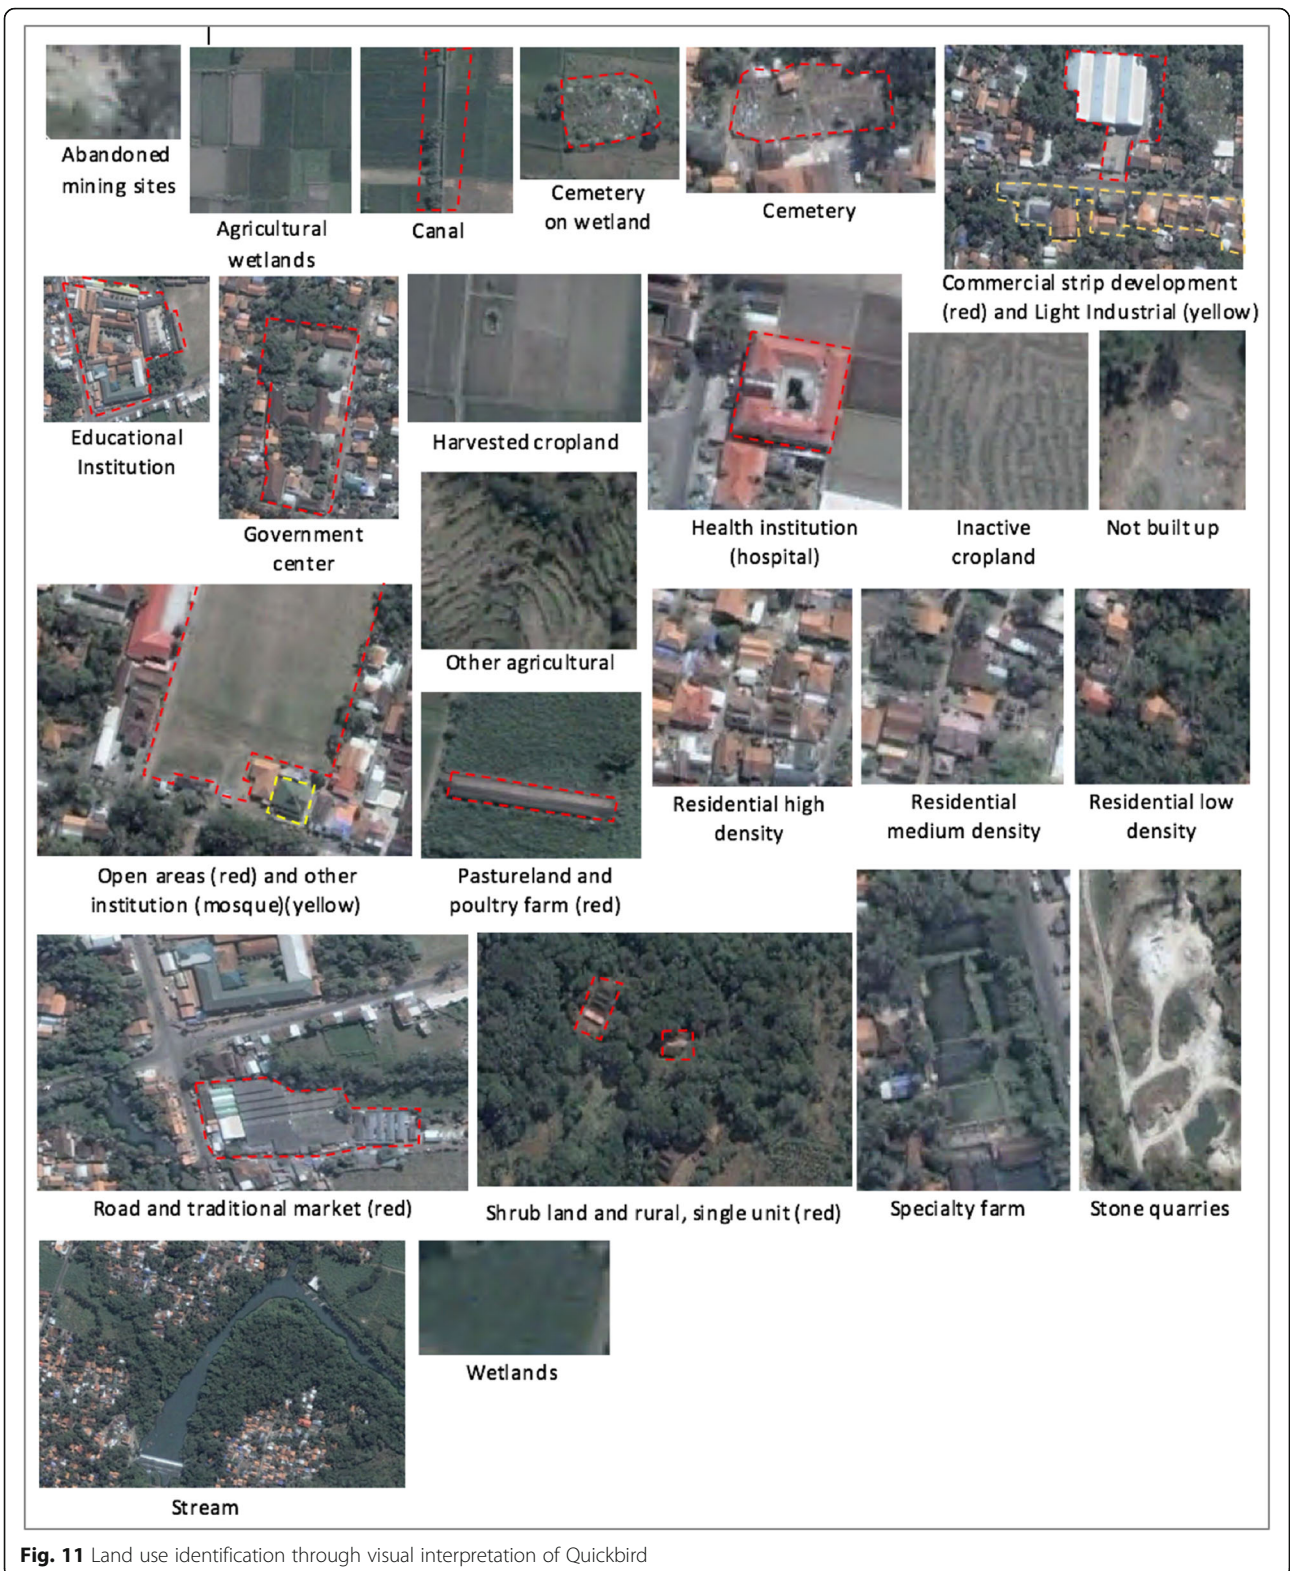 Abandoned
mining sites
Agricultural
wetlands
Canal
Cemetery
on wetland
Cemetery
Commercial strip development
(red) and Light Industrial (yellow)
Educational
Institution
Government
center
Harvested cropland
Health institution
(hospital)
Inactive
cropland
Not built up
Other agricultural
Open areas (red) and other
institution (mosque)(yellow)
Pastureland and
poultry farm (red)
Residential high
density
Residential
medium density
Residential low
density
Road and traditional market (red)
Shrub land and rural, single unit (red)
Specialty farm
Stone quarries
Stream
Wetlands
Fig. 11 Land use identification through visual interpretation of Quickbird